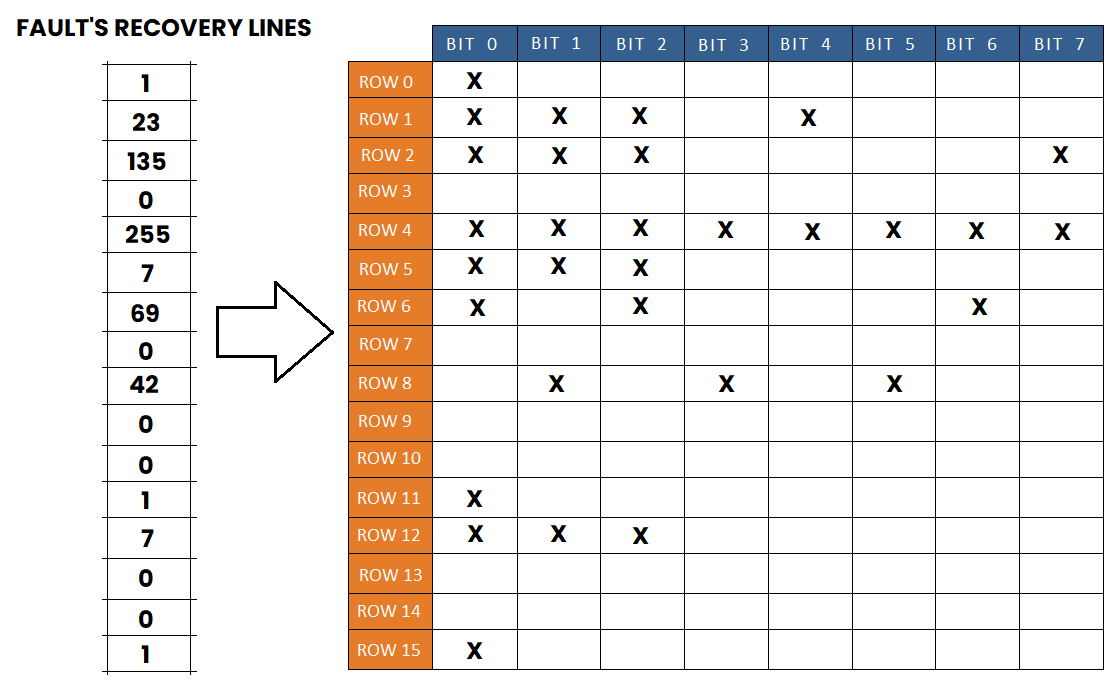 FAULT'S RECOVERY LINES
BIT 0 BIT 1 BIT 2 BIT 3 BIT 4 BIT 5 BIT 6 BIT 7
1 ROW 0 X
23 ROW 1 X X X X
135 ROW 2 X X X X
0 ROW 3
255 ROW 4 X X X X X X X X
7 ROW 5 X X X
69 ROW 6 X X X
0 ROW 7
42 ROW 8 X X X
0 ROW 9
0 ROW 10
1 ROW 11 X
7 ROW 12 X X X
0 ROW 13
0 ROW 14
1 ROW 15 X